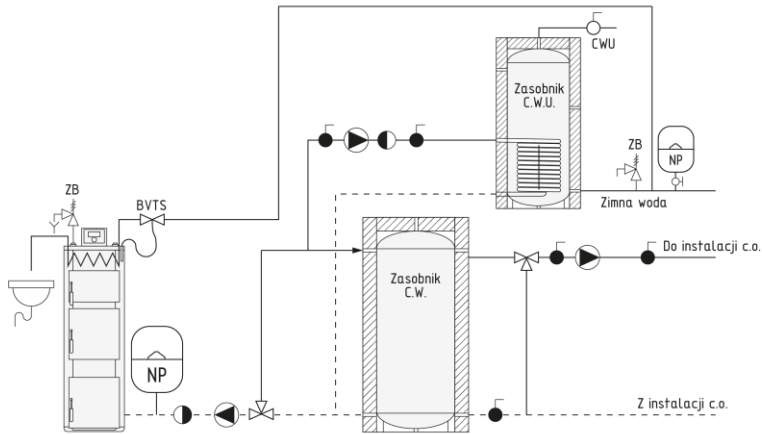 CWU
Zasobnik
C.W.U.
ZB
NP
Zimna woda
ZB
BVTS
Do instalacji c.o.
Zasobnik
C.W.
NP
Z instalacji c.o.